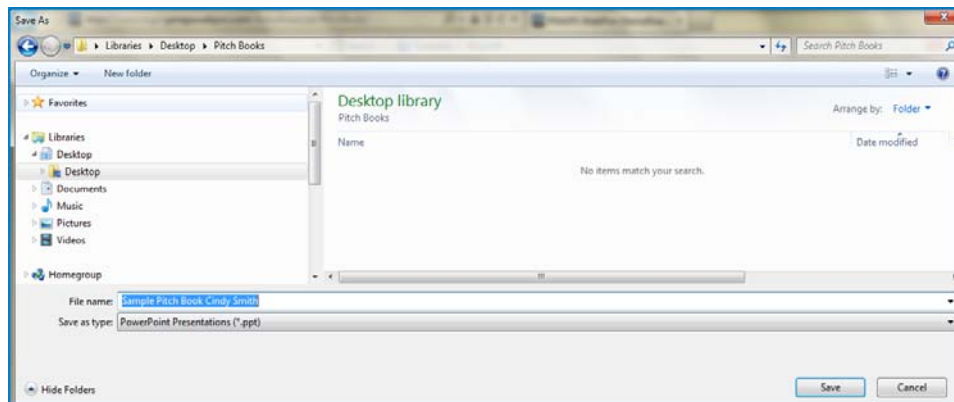 Save As
Libraries Desktop Pitch Books
Search Pitch Books
Organize New folder
Favorites
Desktop library
Arrange by: Folder
Pitch Books
Libraries
Name Date modified
Desktop
Desktop
No items match your search.
Documents
Music
Pictures
Videos
Homegroup
File name: Sample Pitch Book Cindy Smith
Save as type: PowerPoint Presentations (*.ppt)
Hide Folders Save Cancel